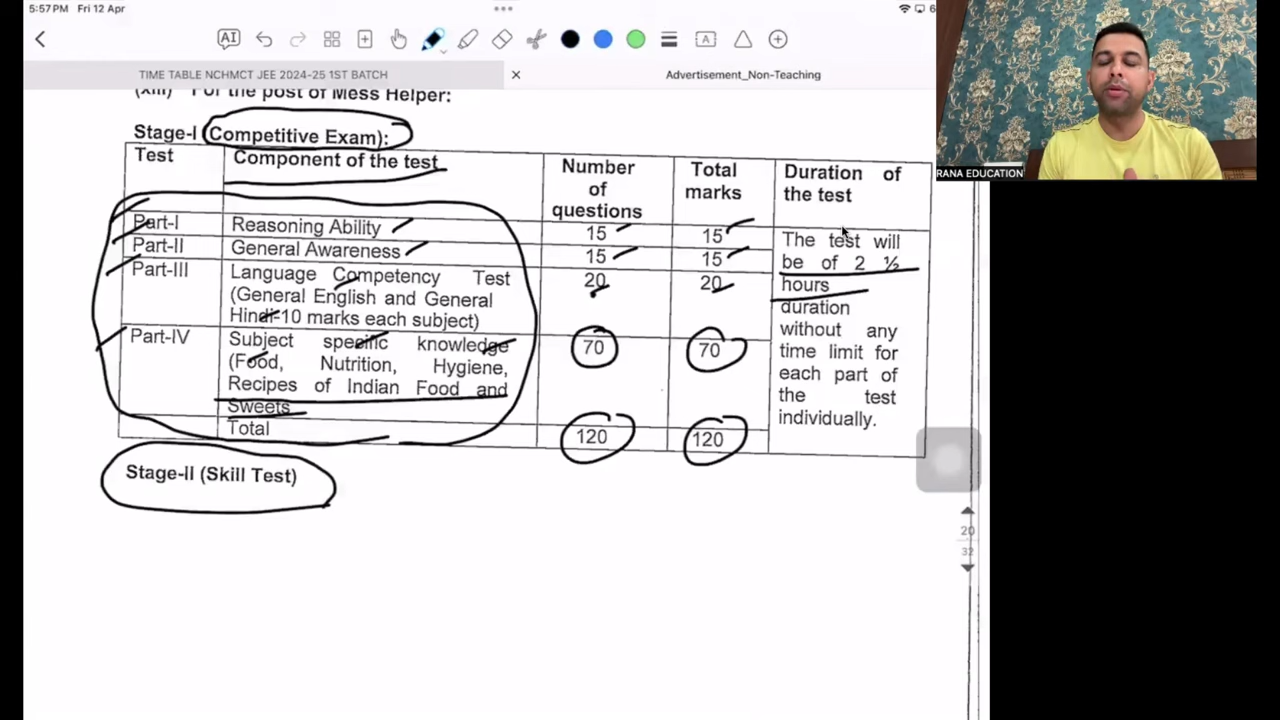 5:57 PM Fri 12 Apr
6
AI
A
TIME TABLE NCHMCT JEE 2024-25 1ST BATCH
Advertisement_Non-Teaching
(xiii) For the post of Mess Helper:
Stage-I (Competitive Exam):
Test
Component of the test
Number
of
questions
Total
marks
Duration of
the test
Part-I
Reasoning Ability
15
15
Part-II
General Awareness
15
15
Part-III
Language Competency Test
(General English and General
Hindi-10 marks each subject)
20
20
Part-IV
Subject specific knowledge
(Food, Nutrition, Hygiene,
Recipes of Indian Food and
Sweets
70
70
Total
120
120
The test will
be of 2 ½
hours
duration
without any
time limit for
each part of
the test
individually.
Stage-II (Skill Test)
20
32
RANA EDUCATION